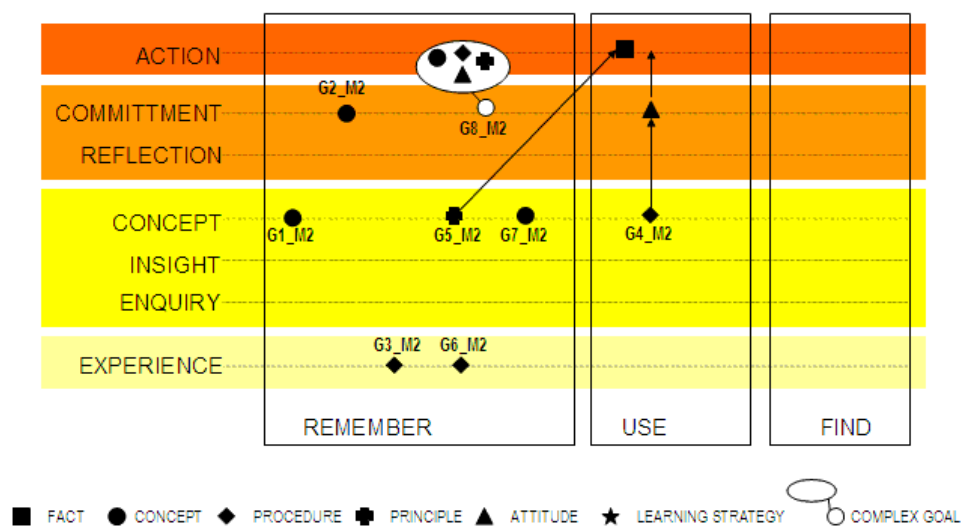 ACTION
G2_M2
COMMITTMENT
G8_M2
REFLECTION
CONCEPT
G1_M2
G5_M2
G7_M2
G4_M2
INSIGHT
ENQUIRY
G3_M2
G6_M2
EXPERIENCE
REMEMBER
USE
FIND
FACT
CONCEPT
PROCEDURE
PRINCIPLE
ATTITUDE
LEARNING STRATEGY
COMPLEX GOAL